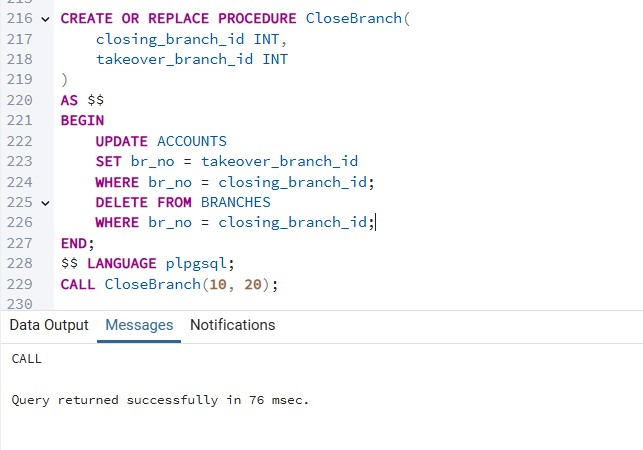 216 CREATE OR REPLACE PROCEDURE CloseBranch(
217 closing_branch_id INT,
218 takeover_branch_id INT
219 )
220 AS $$
221 BEGIN
222 UPDATE ACCOUNTS
223 SET br_no = takeover_branch_id
224 WHERE br_no = closing_branch_id;
225 DELETE FROM BRANCHES
226 WHERE br_no = closing_branch_id;
227 END;
228 $$ LANGUAGE plpgsql;
229 CALL CloseBranch(10, 20);
230
Data Output Messages Notifications
CALL
Query returned successfully in 76 msec.